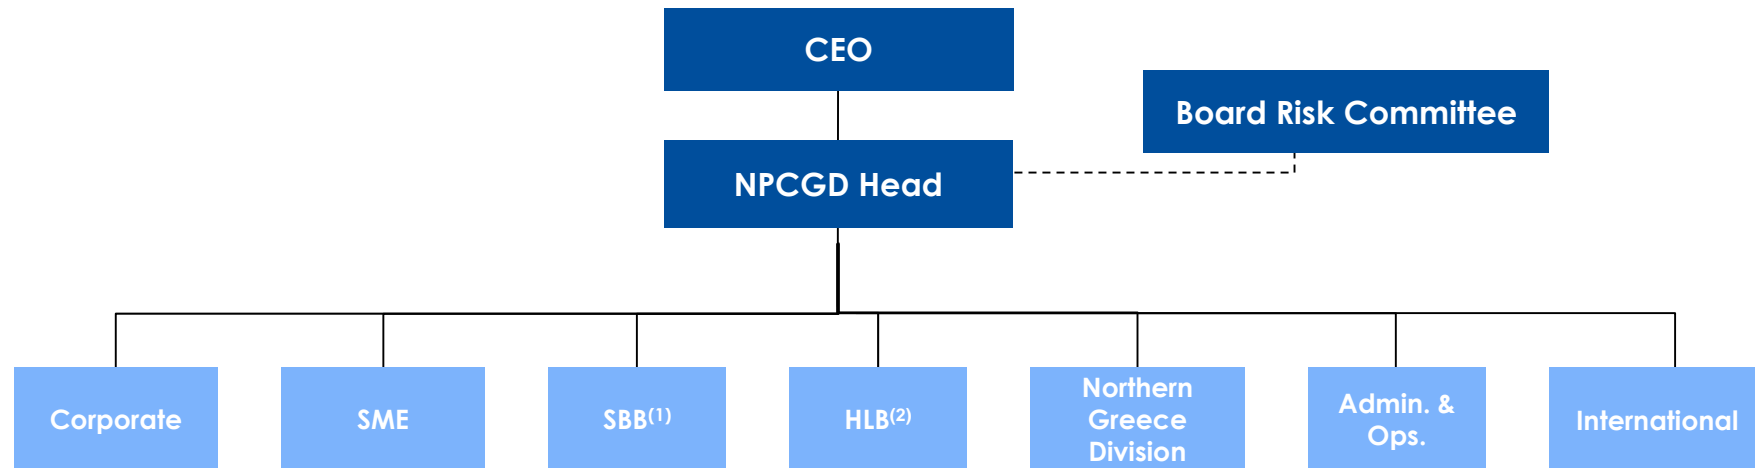 CEO
Board Risk Committee
NPCGD Head
Corporate
SME
SBB(1)
HLB(2)
Northern
Greece
Division
Admin. &
Ops.
International